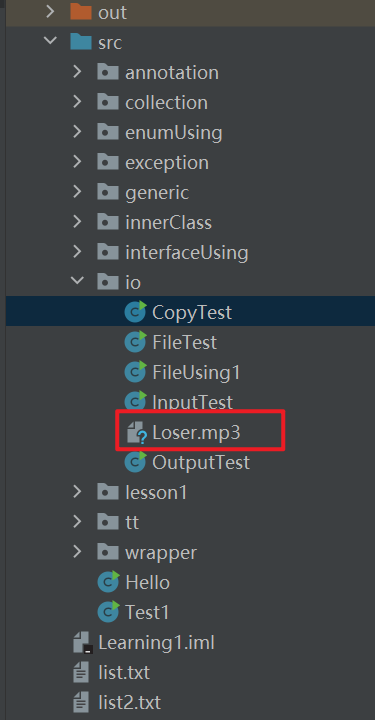 out
src
annotation
collection
enumUsing
exception
generic
innerClass
interfaceUsing
io
CopyTest
FileTest
FileUsing1
InputTest
Loser.mp3
OutputTest
lesson1
tt
wrapper
Hello
Test1
Learning1.iml
list.txt
list2.txt